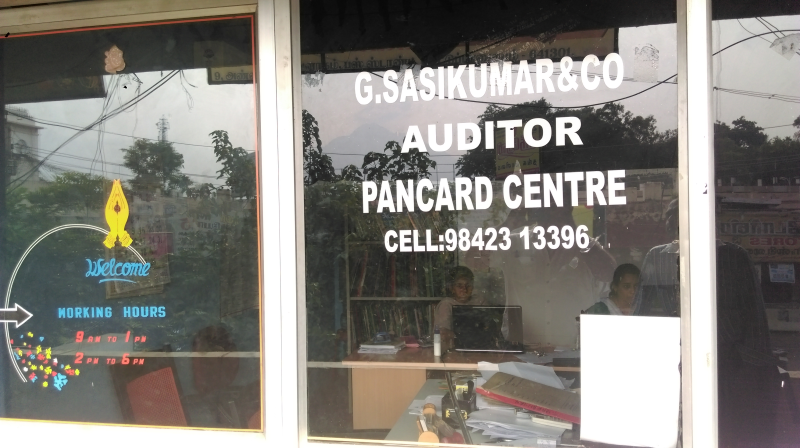 Welcome
MORKING HOURS
9 AM TO 1 PM
2 PM TO 6 PM
G.SASIKUMAR&CO
AUDITOR
PANCARD CENTRE
CELL:98423 13396